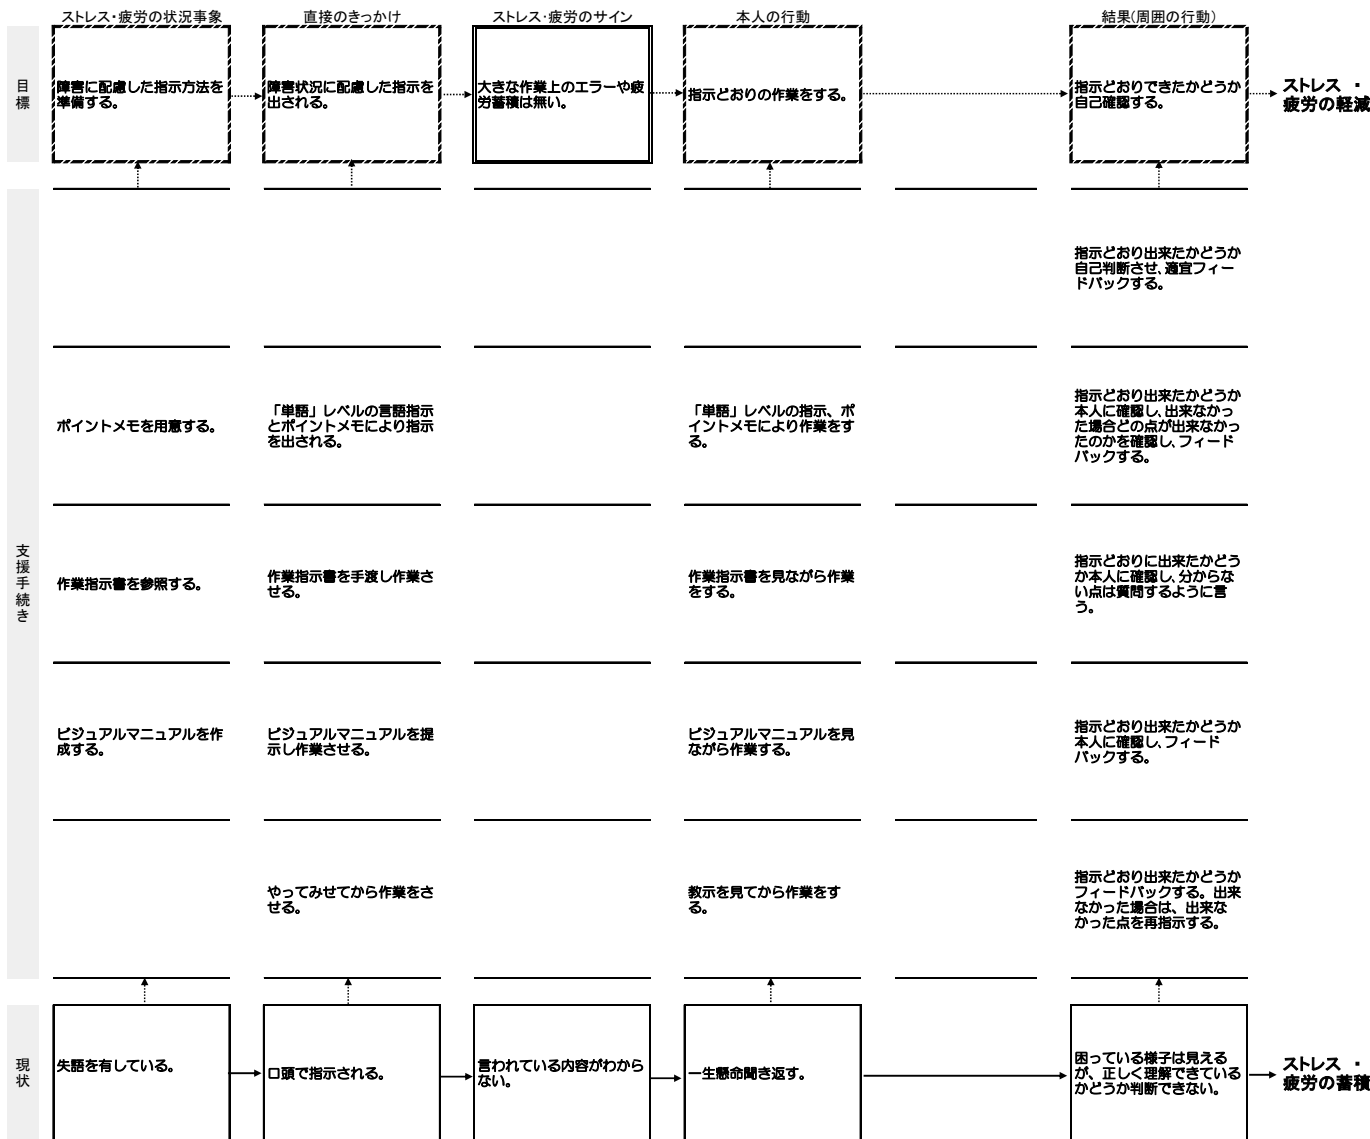 ストレス・疲労の状況事象
直接のきっかけ
ストレス・疲労のサイン
本人の行動
結果(周囲の行動)
目標
障害に配慮した指示方法を
準備する。
障害状況に配慮した指示を
出される。
大きな作業上のエラーや疲
労蓄積は無い。
指示どおりの作業をする。
指示どおりできたかどうか
自己確認する。
ストレス ・
疲労の軽減
支援手続き
指示どおり出来たかどうか
自己判断させ、適宜フィー
ドバックする。
ポイントメモを用意する。
「単語」レベルの言語指示
とポイントメモにより指示
を出される。
「単語」レベルの指示、ポ
イントメモにより作業をす
る。
指示どおり出来たかどうか
本人に確認し、出来なかっ
た場合どの点が出来なかっ
たのかを確認し、フィード
バックする。
作業指示書を参照する。
作業指示書を手渡し作業さ
せる。
作業指示書を見ながら作業
をする。
指示どおりに出来たかどう
か本人に確認し、分からな
い点は質問するように言
う。
ビジュアルマニュアルを作
成する。
ビジュアルマニュアルを提
示し作業させる。
ビジュアルマニュアルを見
ながら作業する。
指示どおり出来たかどうか
本人に確認し、フィード
バックする。
やってみせてから作業をさ
せる。
教示を見てから作業をす
る。
指示どおり出来たかどうか
フィードバックする。出来
なかった場合は、出来な
かった点を再指示する。
現状
失語を有している。
口頭で指示される。
言われている内容がわから
ない。
一生懸命聞き返す。
困っている様子は見える
が、正しく理解できている
かどうか判断できない。
ストレス ・
疲労の蓄積